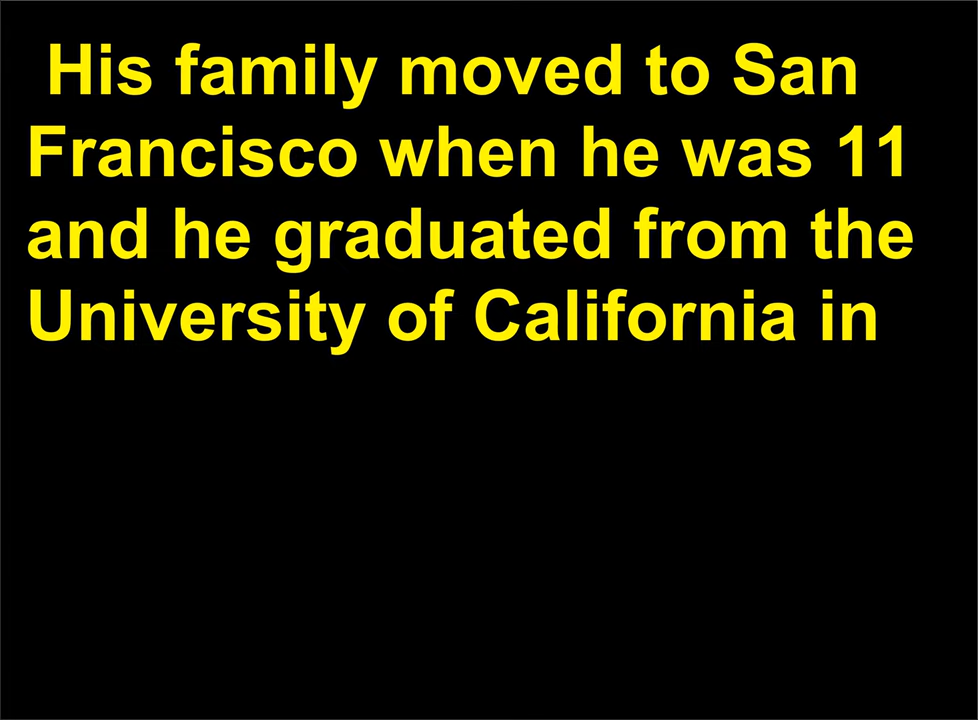 His family moved to San
Francisco when he was 11
and he graduated from the
University of California in